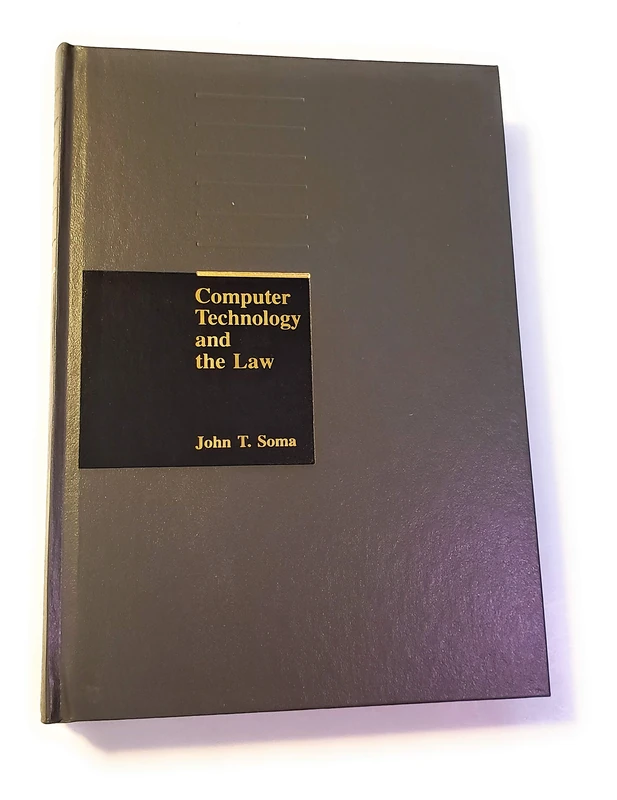 Computer
Technology
and
the Law
John T. Soma